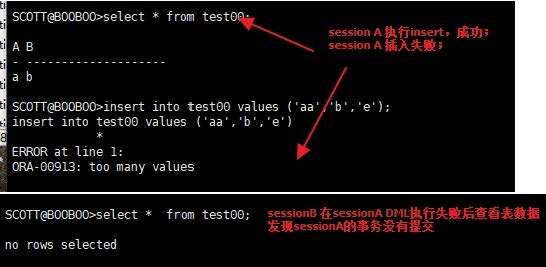 SCOTT@BOOBOO>select * from test00;
session A 执行insert，成功；
session A 插入失败；
A B
- --------------------
a b
SCOTT@BOOBOO>insert into test00 values ('aa','b','e');
insert into test00 values ('aa','b','e')
*
ERROR at line 1:
ORA-00913: too many values
SCOTT@BOOBOO>select *  from test00;
sessionB 在sessionA DML执行失败后查看表数据
发现sessionA的事务没有提交
no rows selected